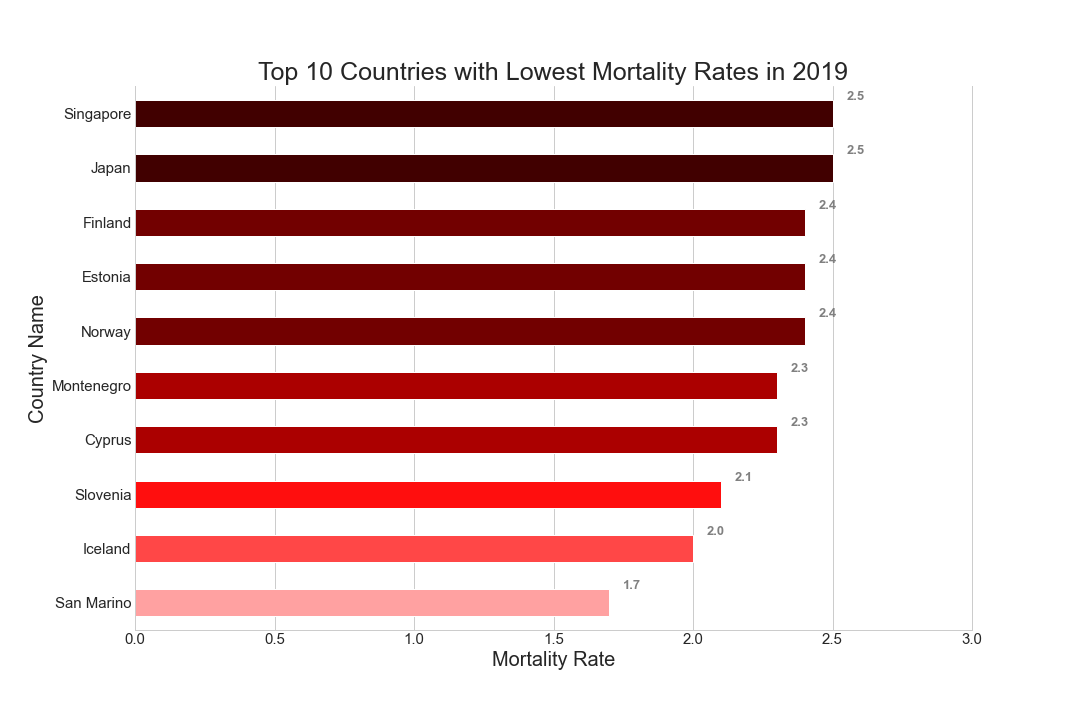 Top 10 Countries with Lowest Mortality Rates in 2019
Singapore 2.5
Japan 2.5
Finland 2.4
Estonia 2.4
Norway 2.4
Montenegro 2.3
Cyprus 2.3
Slovenia 2.1
Iceland 2.0
San Marino 1.7
Country Name
0.0 0.5 1.0 1.5 2.0 2.5 3.0
Mortality Rate